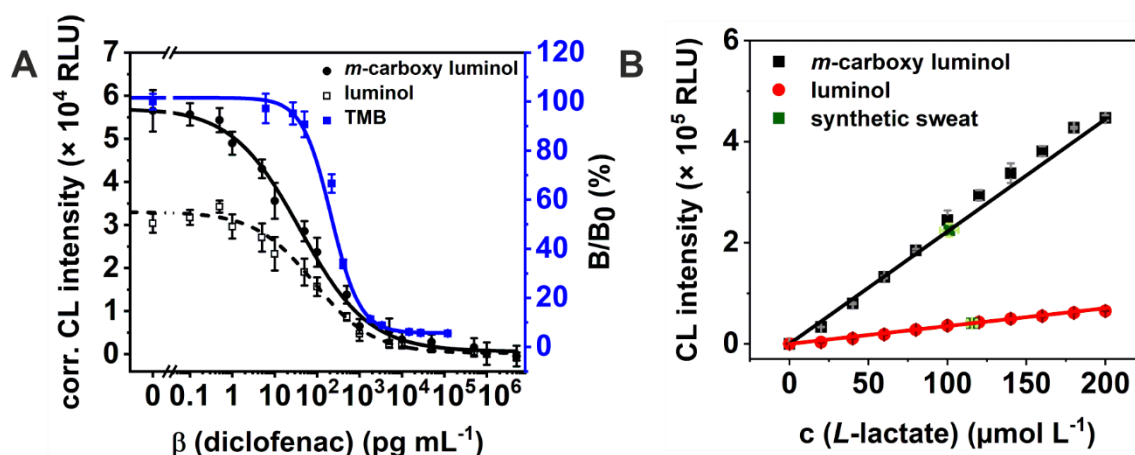 A
corr. CL intensity (× 10⁴ RLU)
7
6
5
4
3
2
1
0
m-carboxy luminol
luminol
TMB
120
100
80
60
40
20
0
B/B0 (%)
0 0.1 1 10 10² 10³ 10⁴ 10⁵ 10⁶
β (diclofenac) (pg mL⁻¹)
B
CL intensity (× 10⁵ RLU)
6
4
2
0
m-carboxy luminol
luminol
synthetic sweat
0 50 100 150 200
c (L-lactate) (µmol L⁻¹)